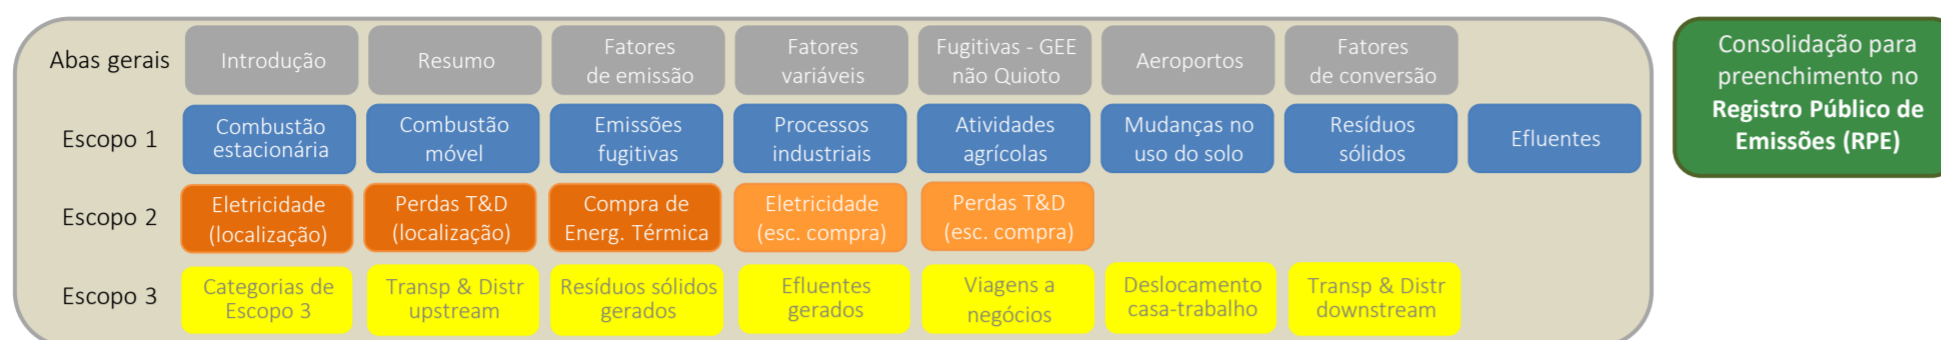 Abas gerais
Introdução
Resumo
Fatores
de emissão
Fatores
variáveis
Fugitivas - GEE
não Quioto
Aeroportos
Fatores
de conversão
Escopo 1
Combustão
estacionária
Combustão
móvel
Emissões
fugitivas
Processos
industriais
Atividades
agrícolas
Mudanças no
uso do solo
Resíduos
sólidos
Efluentes
Escopo 2
Eletricidade
(localização)
Perdas T&D
(localização)
Compra de
Energ. Térmica
Eletricidade
(esc. compra)
Perdas T&D
(esc. compra)
Escopo 3
Categorias de
Escopo 3
Transp & Distr
upstream
Resíduos sólidos
gerados
Efluentes
gerados
Viagens a
negócios
Deslocamento
casa-trabalho
Transp & Distr
downstream
Consolidação para
preenchimento no
Registro Público de
Emissões (RPE)